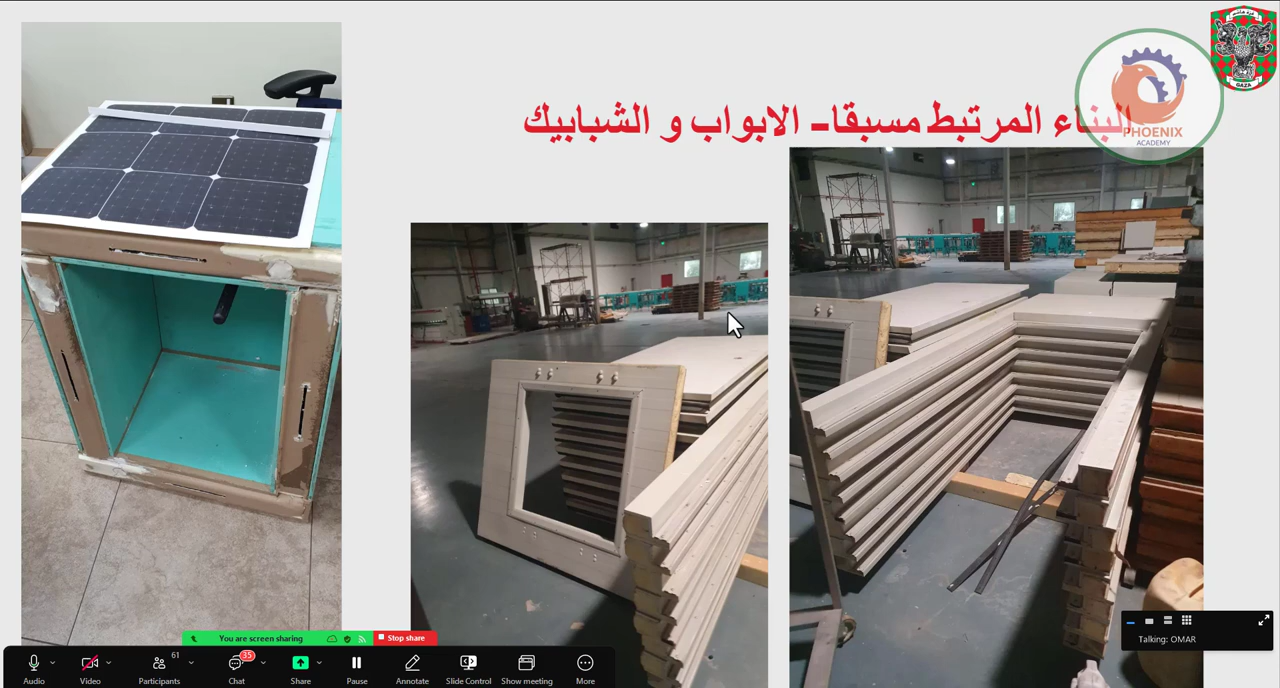 البناء المرتبط مسبقا- الابواب و الشبابيك
PHOENIX
ACADEMY
GAZA
You are screen sharing
Stop share
Talking: OMAR
61
35
Audio
Video
Participants
Chat
Share
Pause
Annotate
Slide Control
Show meeting
More